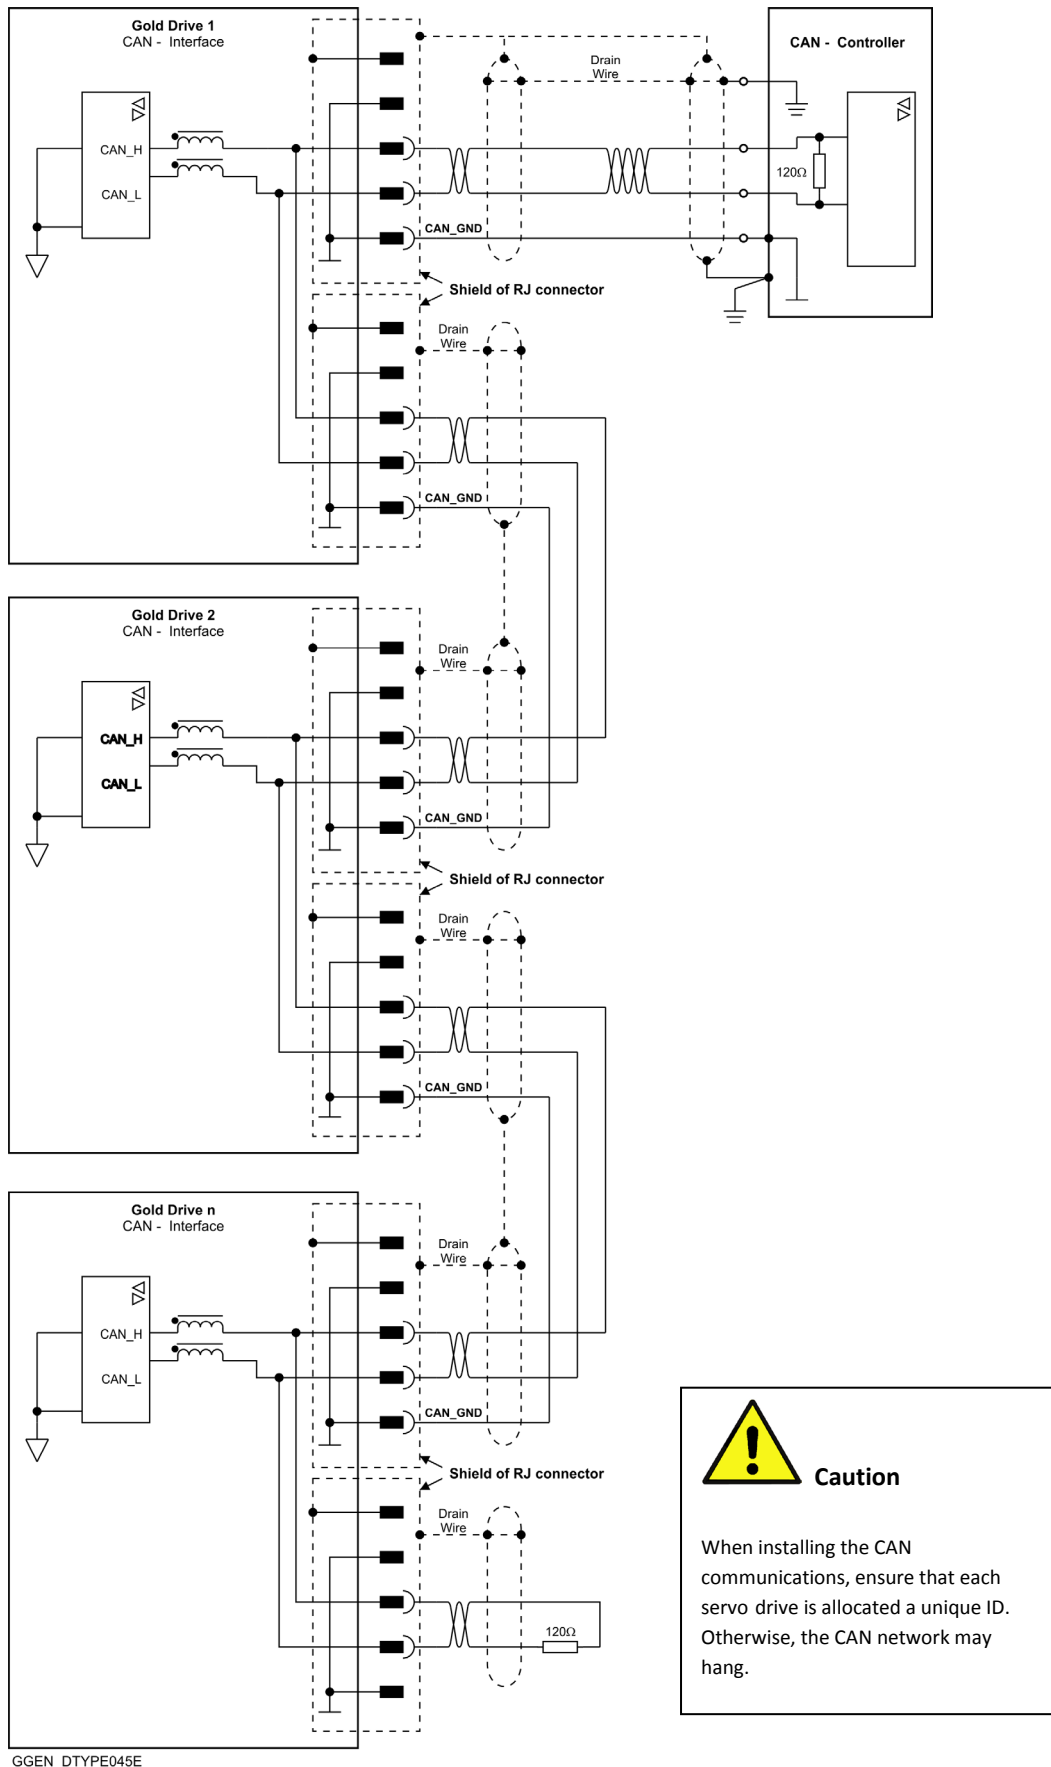 Gold Drive 1
CAN - Interface
CAN - Controller
Drain
Wire
CAN_H
CAN_L
120Ω
CAN_GND
Shield of RJ connector
Drain
Wire
CAN_GND
Gold Drive 2
CAN - Interface
Drain
Wire
CAN_H
CAN_L
CAN_GND
Shield of RJ connector
Drain
Wire
CAN_GND
Gold Drive n
CAN - Interface
Drain
Wire
CAN_H
CAN_L
CAN_GND
Shield of RJ connector
Drain
Wire
120Ω
Caution
When installing the CAN
communications, ensure that each
servo drive is allocated a unique ID.
Otherwise, the CAN network may
hang.
GGEN_DTYPE045E